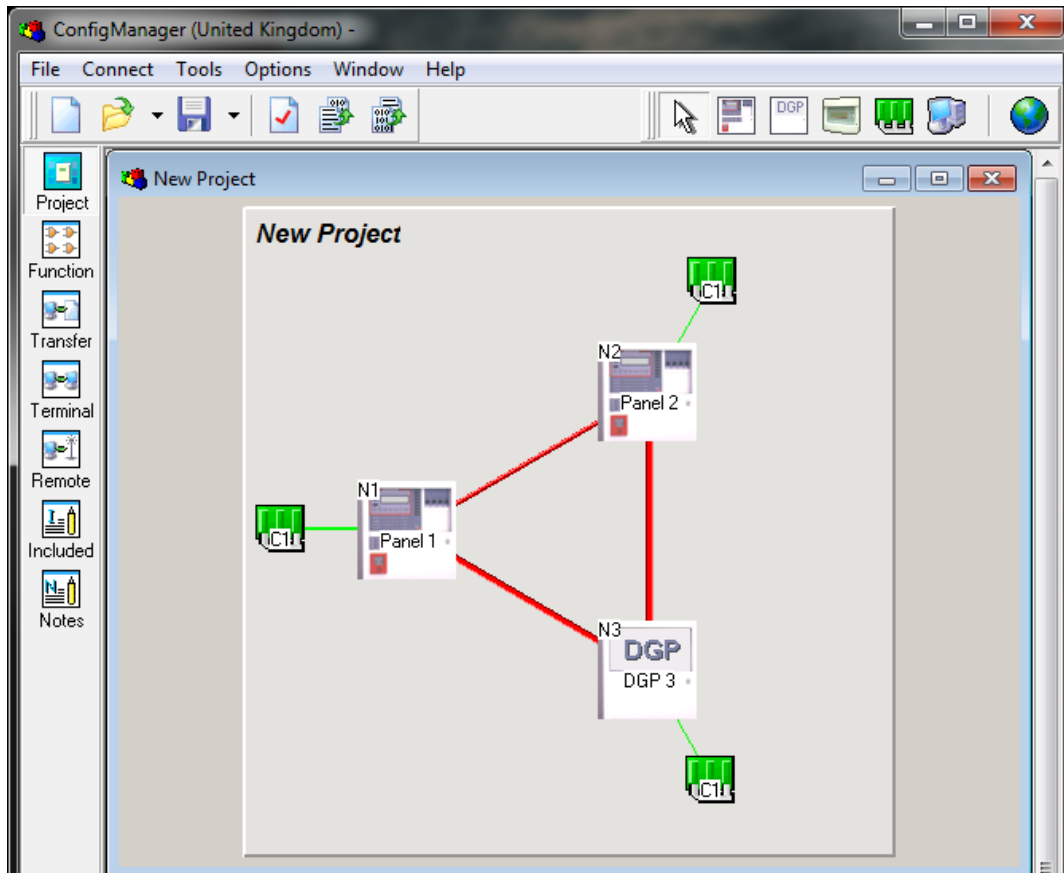 ConfigManager (United Kingdom) -
File Connect Tools Options Window Help
DGP
Project
Function
Transfer
Terminal
Remote
Included
Notes
New Project
New Project
C1
N2
Panel 2
N1
Panel 1
C1
N3
DGP
DGP 3
C1